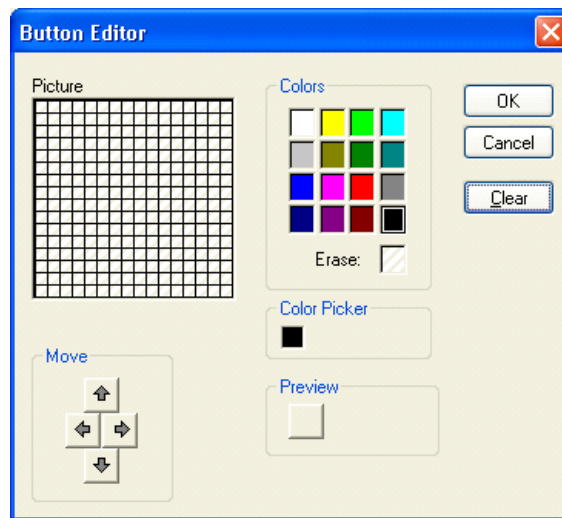 Button Editor
Picture
Colors
OK
Cancel
Clear
Erase:
Color Picker
Move
Preview